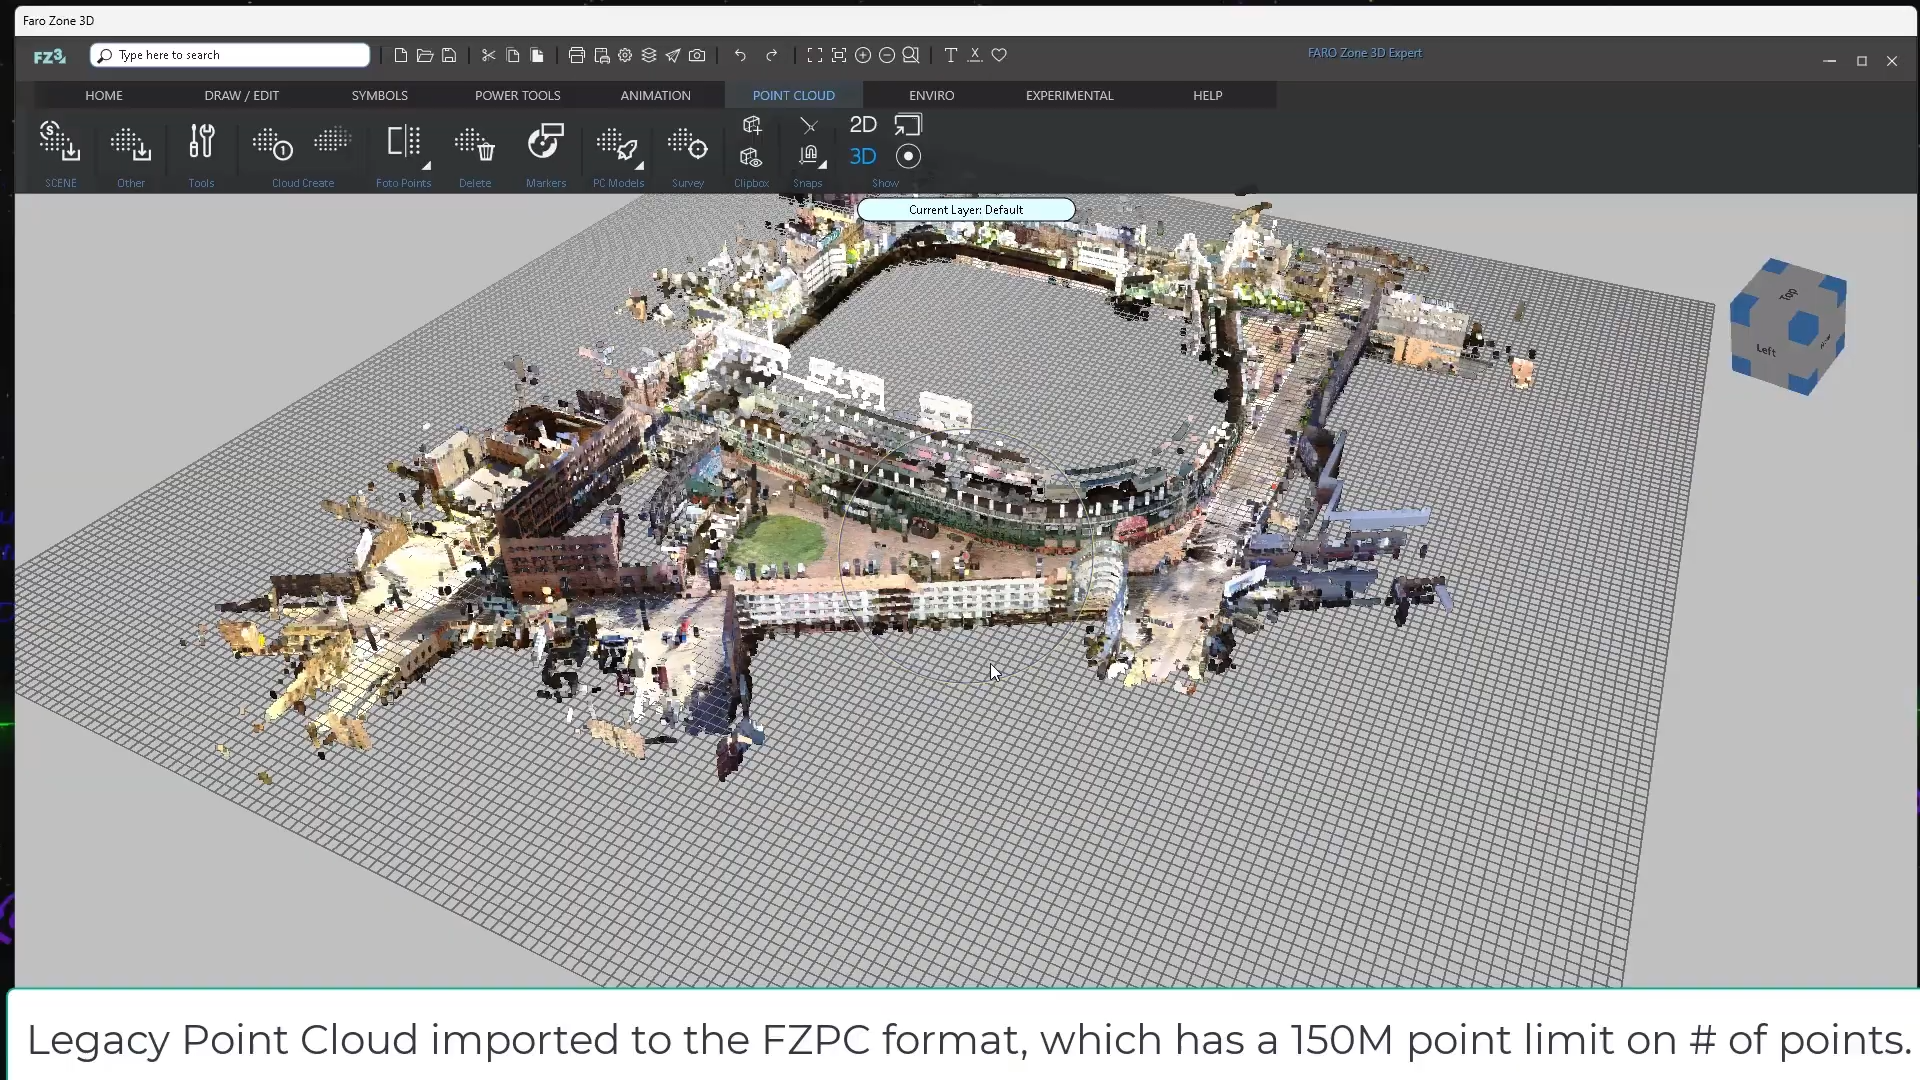 Faro Zone 3D
FZ3
Type here to search
FARO Zone 3D Expert
HOME
DRAW / EDIT
SYMBOLS
POWER TOOLS
ANIMATION
POINT CLOUD
ENVIRO
EXPERIMENTAL
HELP
2D
3D
SCENE
Other
Tools
Cloud Create
Foto Points
Delete
Markers
PC Models
Survey
Clipbox
Snaps
Show
Current Layer: Default
Top
Left
Legacy Point Cloud imported to the FZPC format, which has a 150M point limit on # of points.